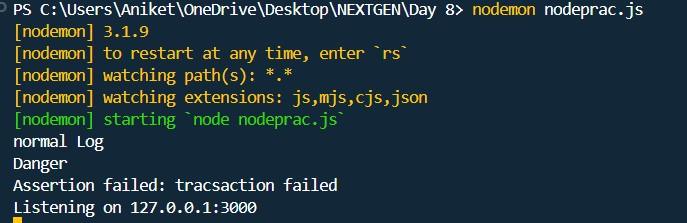 PS C:\Users\Aniket\OneDrive\Desktop\NEXTGEN\Day 8> nodemon nodeprac.js
[nodemon] 3.1.9
[nodemon] to restart at any time, enter `rs`
[nodemon] watching path(s): *.*
[nodemon] watching extensions: js,mjs,cjs,json
[nodemon] starting `node nodeprac.js`
normal Log
Danger
Assertion failed: tracsaction failed
Listening on 127.0.0.1:3000